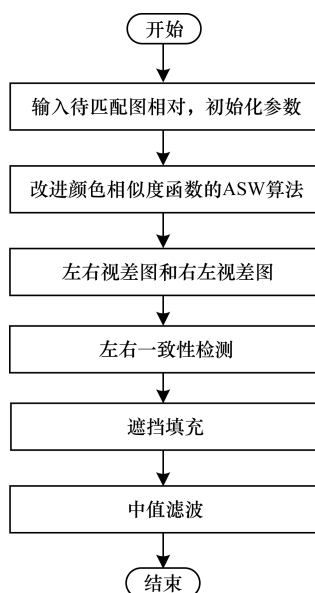 开始
输入待匹配图相对，初始化参数
改进颜色相似度函数的ASW算法
左右视差图和右左视差图
左右一致性检测
遮挡填充
中值滤波
结束